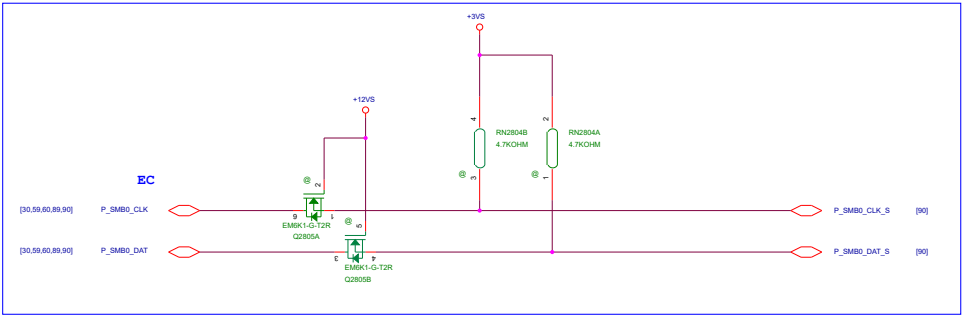 +3VS
+12VS
4
2
RN2804B
RN2804A
4.7KOHM
4.7KOHM
@
@
3
1
EC
@
2
[30,59,60,89,90]
P_SMB0_CLK
6
1
P_SMB0_CLK_S
[90]
EM6K1-G-T2R
Q2805A
@
5
[30,59,60,89,90]
P_SMB0_DAT
3
4
P_SMB0_DAT_S
[90]
EM6K1-G-T2R
Q2805B